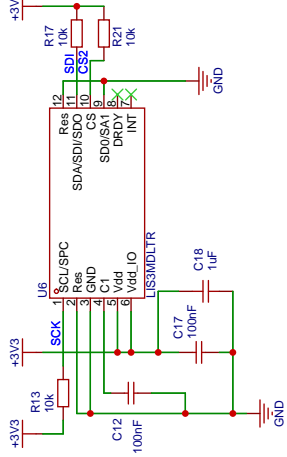 +3V3
R17
10k
R21
10k
SDI
CS2
GND
12
11
10
9
8
7
Res
SDA/SDI/SDO
CS
SD0/SA1
DRDY
INT
U6
LIS3MDLTR
SCL/SPC
Res
GND
C1
Vdd
Vdd_IO
1
2
3
4
5
6
SCK
C18
1uF
C17
100nF
+3V3
R13
10k
+3V3
C12
100nF
GND